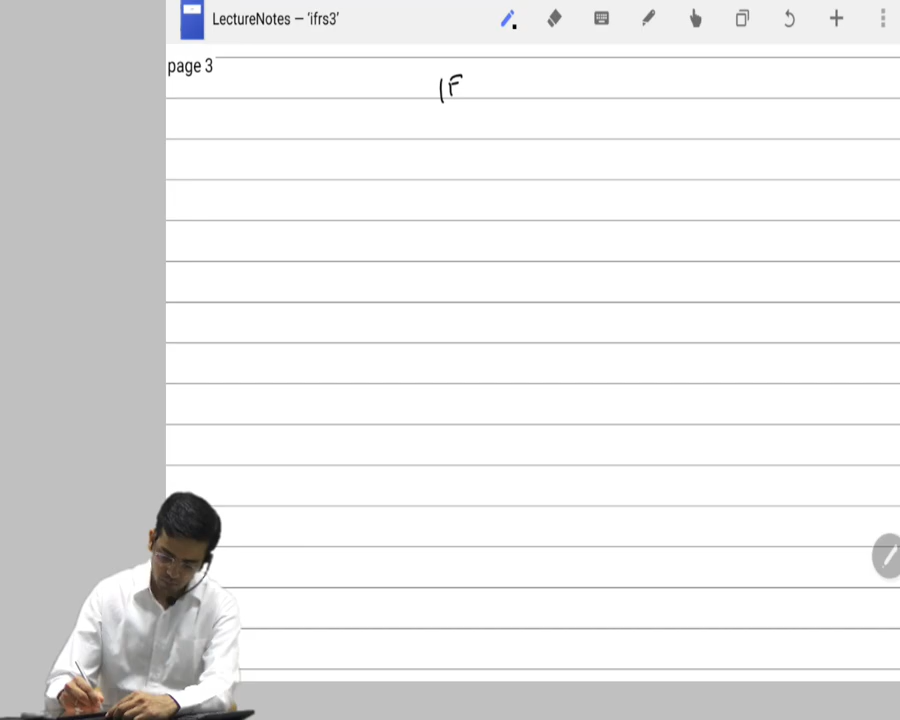 LectureNotes – 'ifrs3'
page 3
IF